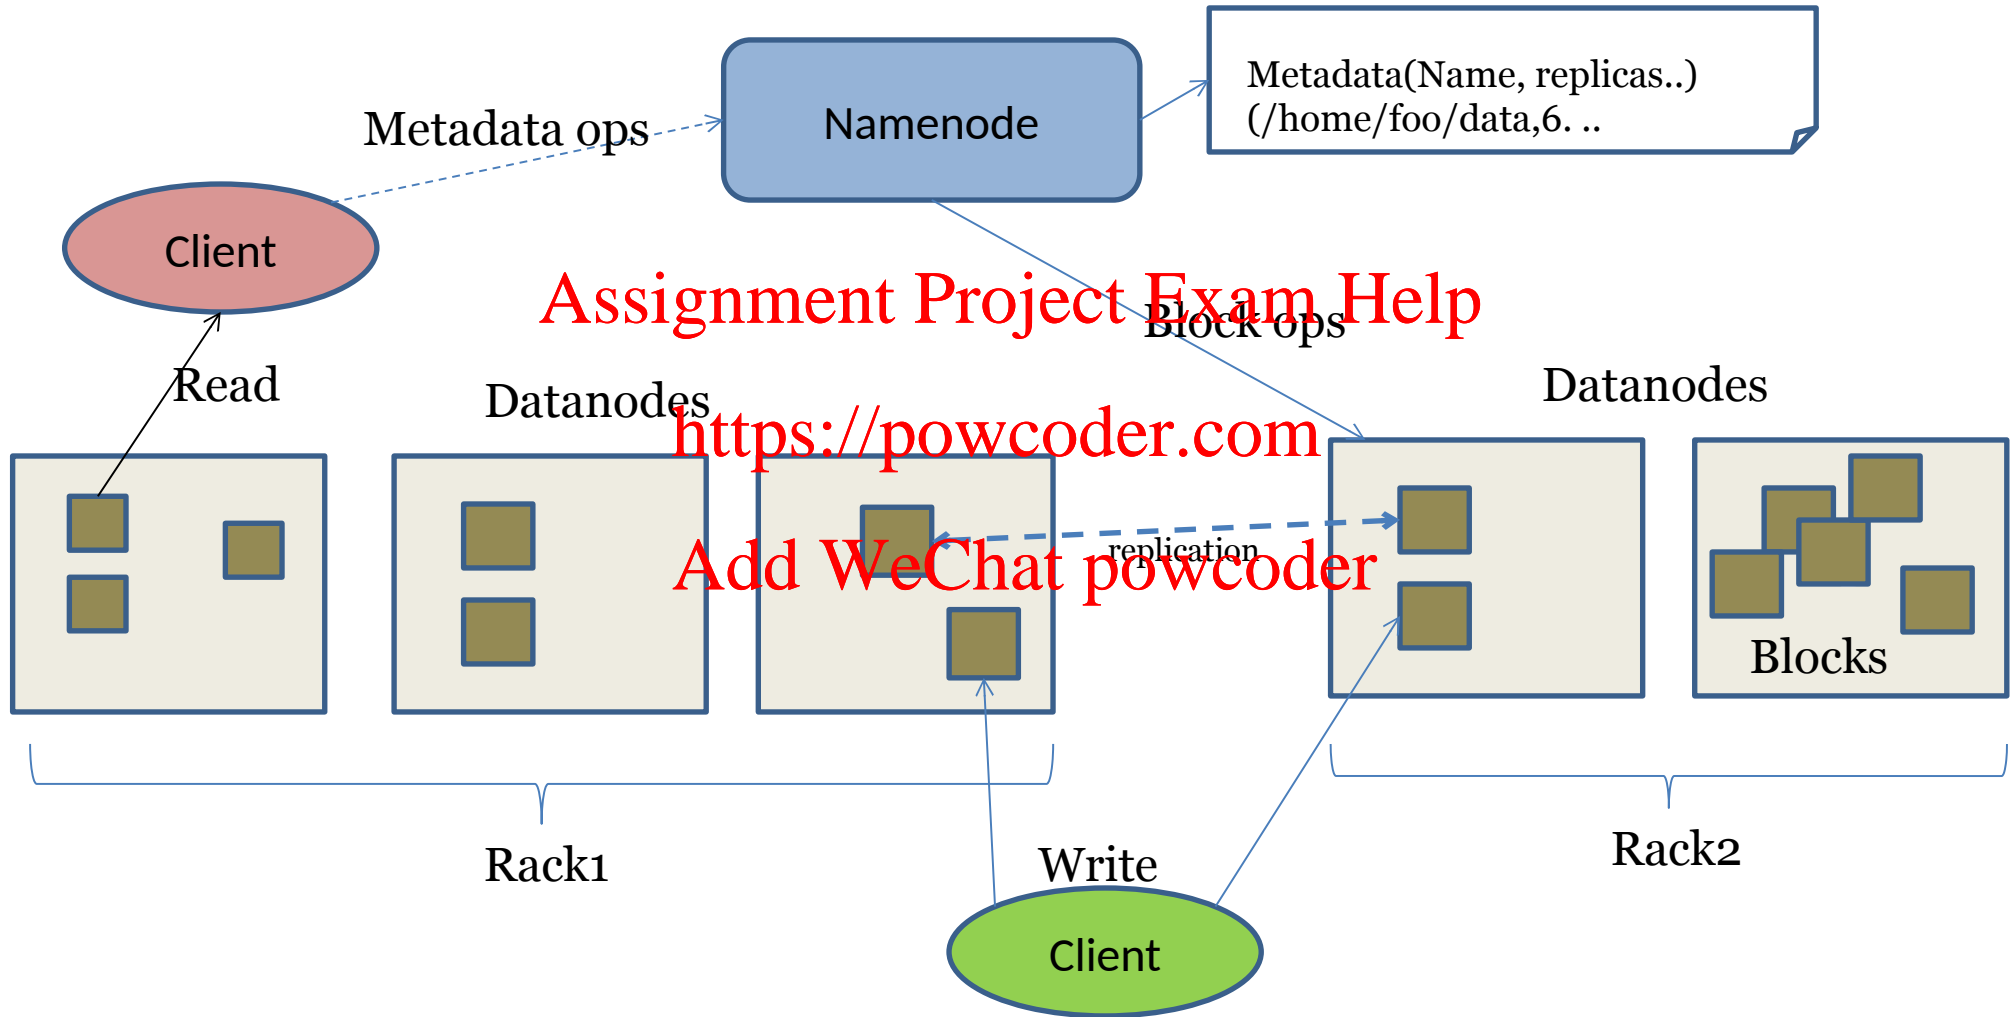 Metadata(Name, replicas..)
(/home/foo/data,6. ..
Metadata ops
Namenode
Client
Assignment Project Exam Help
Block ops
Read
Datanodes
Datanodes
https://powcoder.com
replication
Add WeChat powcoder
Blocks
Rack1
Write
Rack2
Client